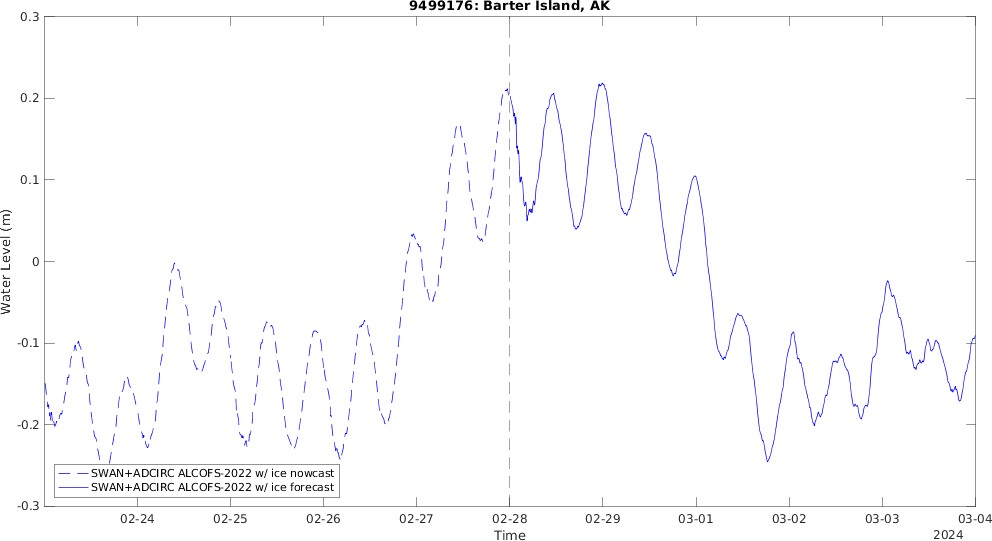 9499176: Barter Island, AK
0.3
0.2
0.1
0
-0.1
-0.2
-0.3
Water Level (m)
SWAN+ADCIRC ALCOFS-2022 w/ ice nowcast
SWAN+ADCIRC ALCOFS-2022 w/ ice forecast
02-24 02-25 02-26 02-27 02-28 02-29 03-01 03-02 03-03 03-04
Time
2024